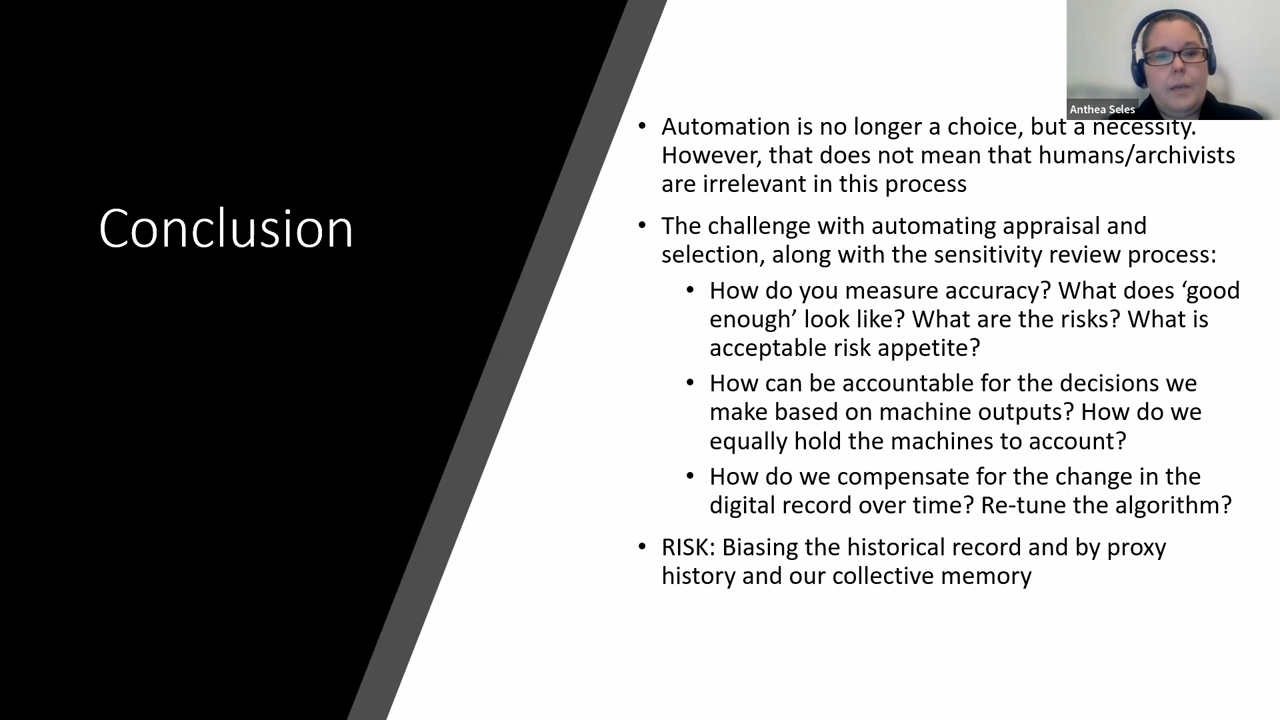 Conclusion
Anthea Seles
• Automation is no longer a choice, but a necessity.
However, that does not mean that humans/archivists
are irrelevant in this process
• The challenge with automating appraisal and
selection, along with the sensitivity review process:
• How do you measure accuracy? What does ‘good
enough’ look like? What are the risks? What is
acceptable risk appetite?
• How can be accountable for the decisions we
make based on machine outputs? How do we
equally hold the machines to account?
• How do we compensate for the change in the
digital record over time? Re-tune the algorithm?
• RISK: Biasing the historical record and by proxy
history and our collective memory